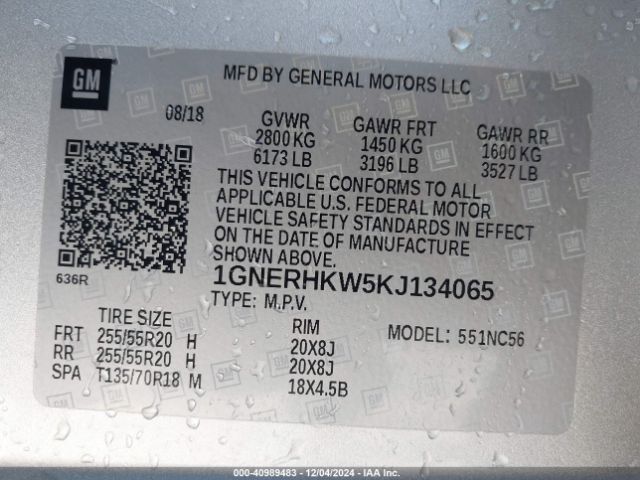 GM
MFD BY GENERAL MOTORS LLC
08/18
GVWR GAWR FRT GAWR RR
2800 KG 1450 KG 1600 KG
6173 LB 3196 LB 3527 LB
THIS VEHICLE CONFORMS TO ALL
APPLICABLE U.S. FEDERAL MOTOR
VEHICLE SAFETY STANDARDS IN EFFECT
ON THE DATE OF MANUFACTURE
SHOWN ABOVE.
636R
1GNERHKW5KJ134065
TYPE: M.P.V.
TIRE SIZE RIM MODEL: 551NC56
FRT 255/55R20 H 20X8J
RR 255/55R20 H 20X8J
SPA T135/70R18 M 18X4.5B
000-40989483 - 12/04/2024 - IAA Inc.